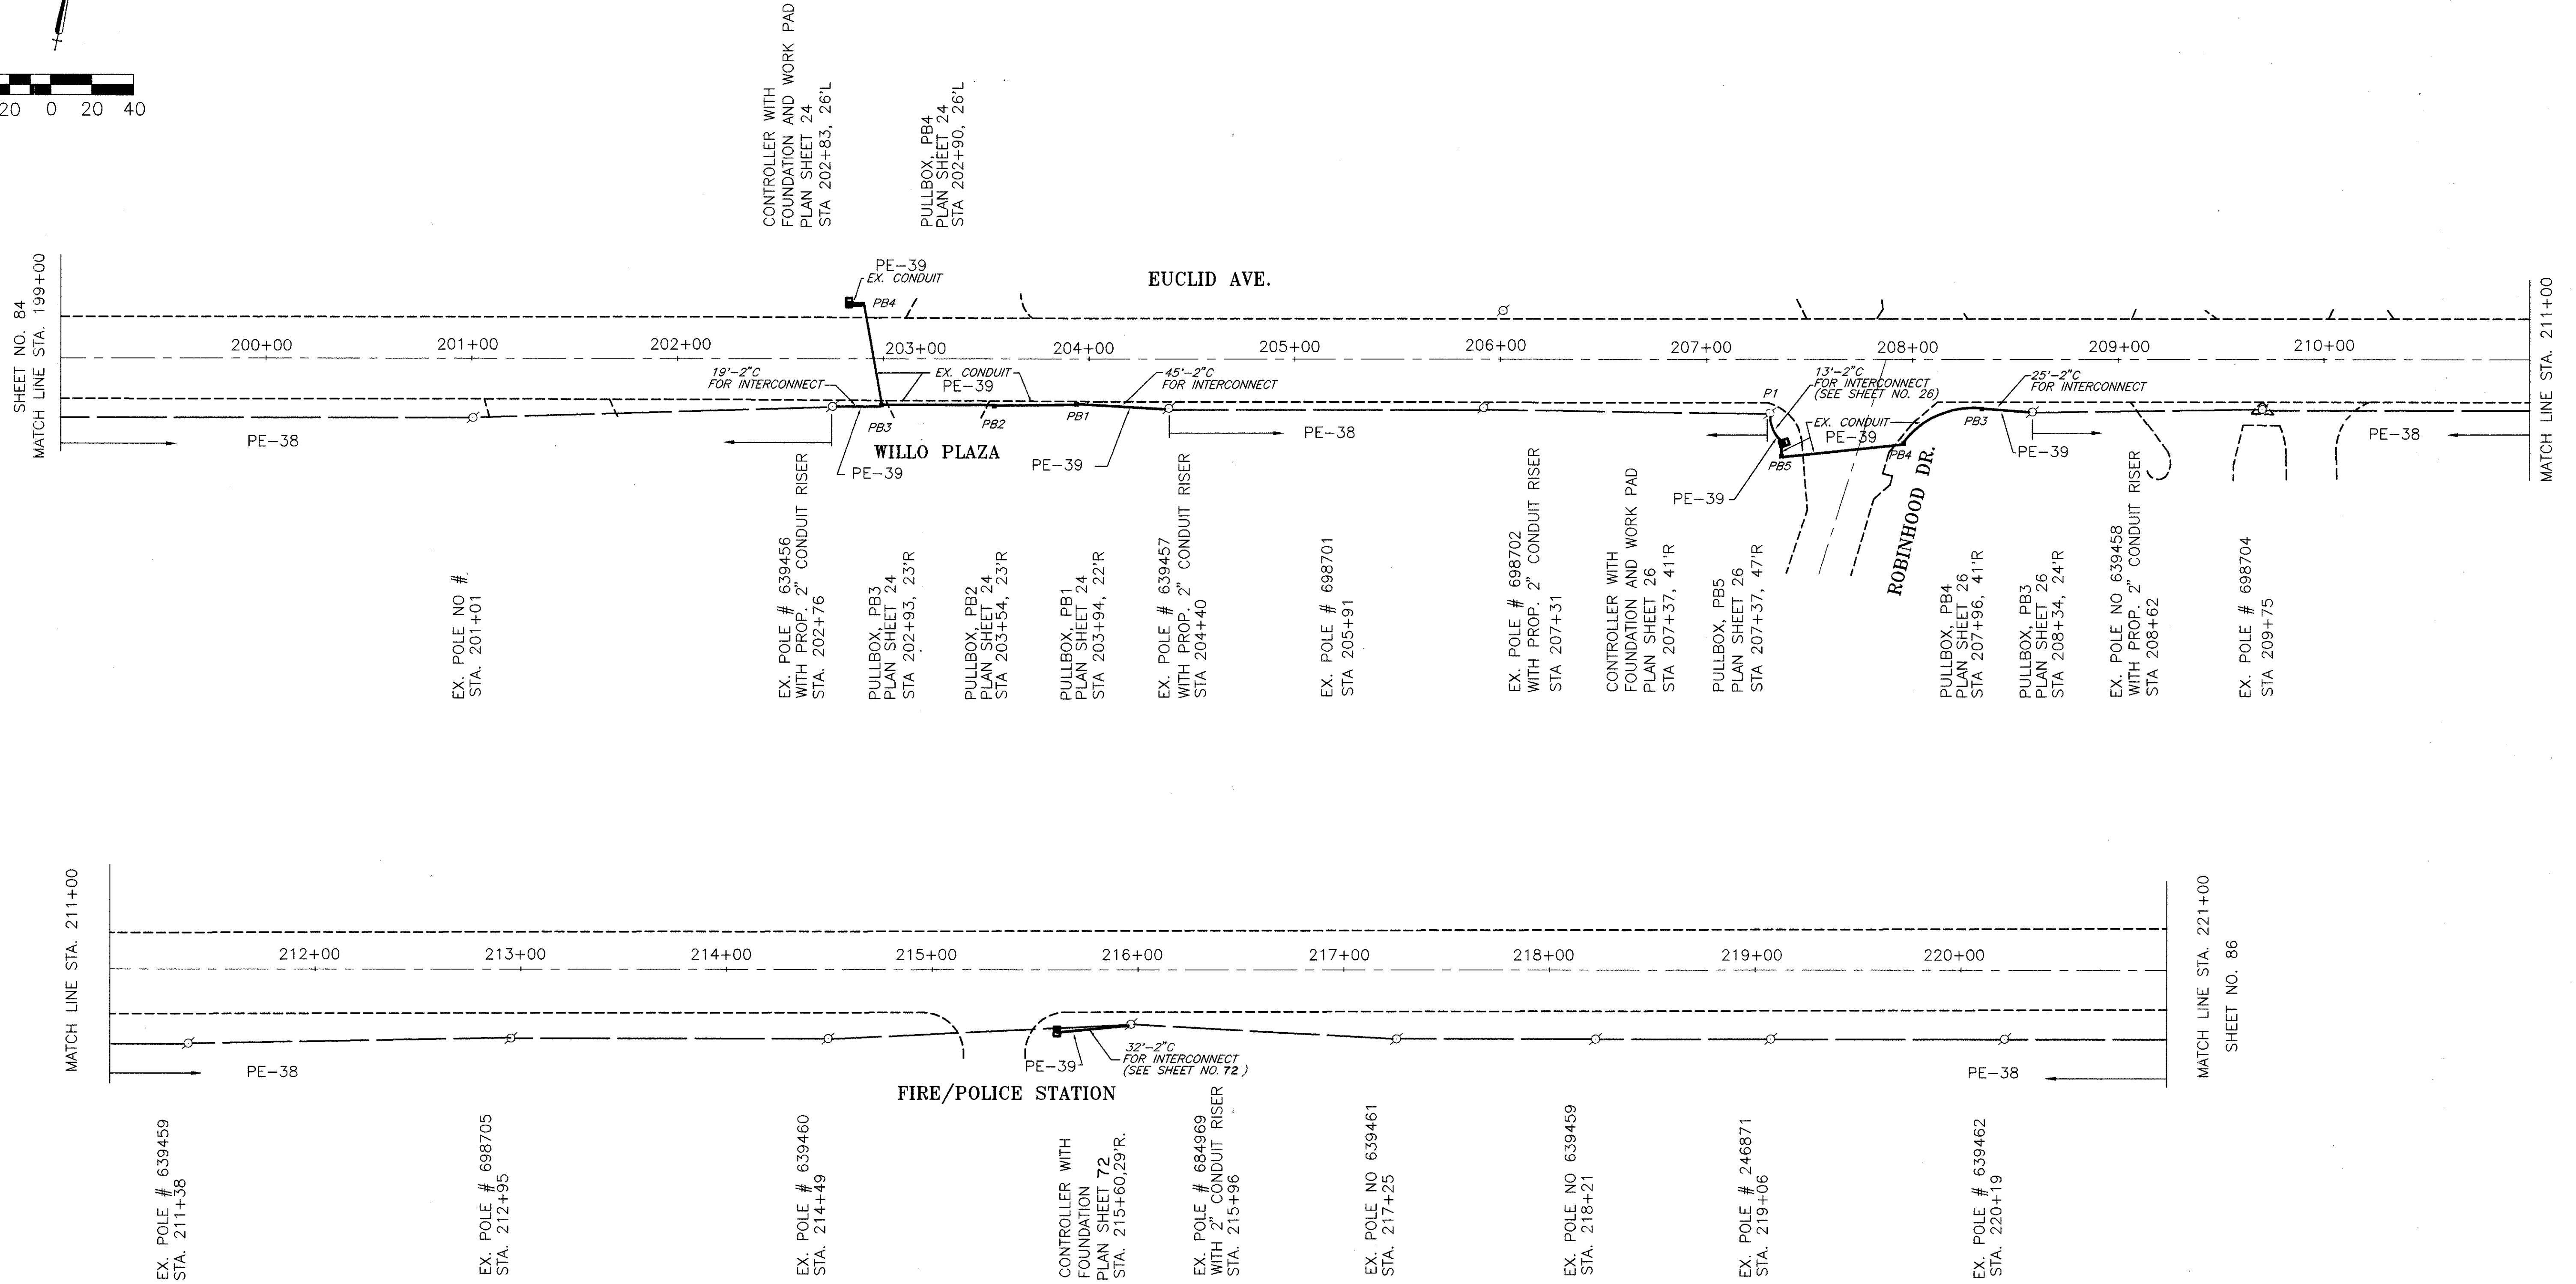 20 0 20 40
CONTROLLER WITH
FOUNDATION AND WORK PAD
PLAN SHEET 24
STA 202+83, 26'L
PULLBOX, PB4
PLAN SHEET 24
STA 202+90, 26'L
SHEET NO. 84
MATCH LINE STA. 199+00
PE-39
EX. CONDUIT
PB4
EUCLID AVE.
200+00
201+00
202+00
203+00
204+00
205+00
206+00
207+00
208+00
209+00
210+00
MATCH LINE STA. 211+00
19'-2"C
FOR INTERCONNECT
EX. CONDUIT
PE-39
45'-2"C
FOR INTERCONNECT
P1
13'-2"C
FOR INTERCONNECT
(SEE SHEET NO. 26)
25'-2"C
FOR INTERCONNECT
PE-38
PB3
PB2
PB1
PE-38
EX. CONDUIT
PE-39
PB5
PB4
PB3
PE-38
WILLO PLAZA
PE-39
PE-39
PE-39
PE-39
ROBINHOOD DR.
EX. POLE NO #.
STA. 201+01
EX. POLE # 639456
WITH PROP. 2" CONDUIT RISER
STA. 202+76
PULLBOX, PB3
PLAN SHEET 24
STA 202+93, 23'R
PULLBOX, PB2
PLAN SHEET 24
STA 203+54, 23'R
PULLBOX, PB1
PLAN SHEET 24
STA 203+94, 22'R
EX. POLE # 639457
WITH PROP. 2" CONDUIT RISER
STA 204+40
EX. POLE # 698701
STA 205+91
EX. POLE # 698702
WITH PROP. 2" CONDUIT RISER
STA 207+31
CONTROLLER WITH
FOUNDATION AND WORK PAD
PLAN SHEET 26
STA 207+37, 41'R
PULLBOX, PB5
PLAN SHEET 26
STA 207+37, 47'R
PULLBOX, PB4
PLAN SHEET 26
STA 207+96, 41'R
PULLBOX, PB3
PLAN SHEET 26
STA 208+34, 24'R
EX. POLE NO 639458
WITH PROP. 2" CONDUIT RISER
STA 208+62
EX. POLE # 698704
STA 209+75
MATCH LINE STA. 211+00
212+00
213+00
214+00
215+00
216+00
217+00
218+00
219+00
220+00
MATCH LINE STA. 221+00
SHEET NO. 86
PE-38
PE-39
32'-2"C
FOR INTERCONNECT
(SEE SHEET NO. 72)
PE-38
FIRE/POLICE STATION
EX. POLE # 639459
STA. 211+38
EX. POLE # 698705
STA. 212+95
EX. POLE # 639460
STA. 214+49
CONTROLLER WITH
FOUNDATION
PLAN SHEET 72
STA. 215+60,29'R.
EX. POLE # 684969
WITH 2" CONDUIT RISER
STA. 215+96
EX. POLE NO 639461
STA. 217+25
EX. POLE NO 639459
STA. 218+21
EX. POLE # 246871
STA. 219+06
EX. POLE # 639462
STA. 220+19